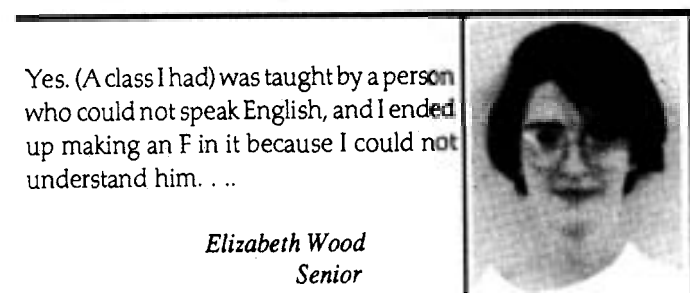 Yes. (A class I had) was taught by a person
who could not speak English, and I ended
up making an F in it because I could not
understand him. . ..
Elizabeth Wood
Senior